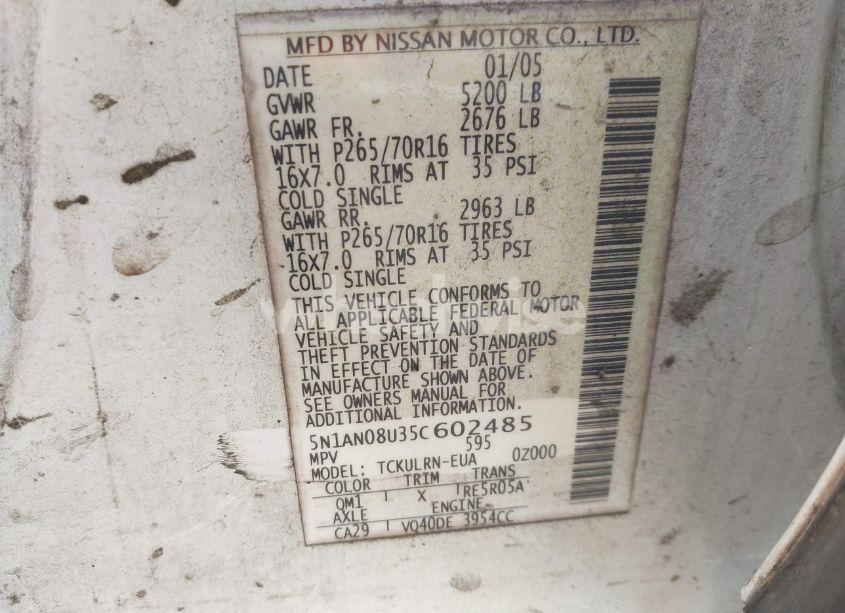 MFD BY NISSAN MOTOR CO., LTD.
DATE 01/05
GVWR 5200 LB
GAWR FR. 2676 LB
WITH P265/70R16 TIRES
16X7.0 RIMS AT 35 PSI
COLD SINGLE
GAWR RR. 2963 LB
WITH P265/70R16 TIRES
16X7.0 RIMS AT 35 PSI
COLD SINGLE
THIS VEHICLE CONFORMS TO
ALL APPLICABLE FEDERAL MOTOR
VEHICLE SAFETY AND
THEFT PREVENTION STANDARDS
IN EFFECT ON THE DATE OF
MANUFACTURE SHOWN ABOVE.
SEE OWNERS MANUAL FOR
ADDITIONAL INFORMATION.
5N1AN08U35C602485
MPV 595
MODEL: TCKULRN-EUA 0Z000
COLOR TRIM TRANS
QM1 X TRE5R05A
AXLE ENGINE
CA29 VQ40DE 3954CC